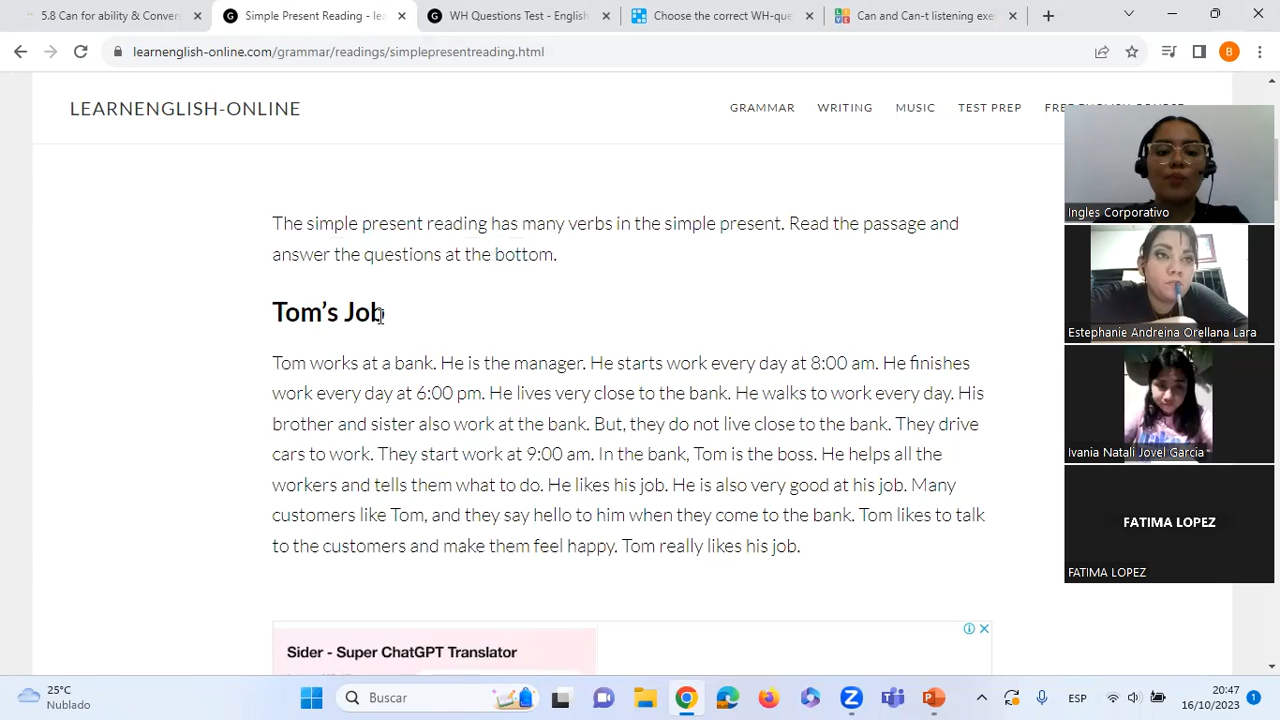 5.8 Can for ability & Conver
Simple Present Reading - lea
WH Questions Test - English
Choose the correct WH-que
Can and Can-t listening exe
learnenglish-online.com/grammar/readings/simplepresentreading.html
B
LEARNENGLISH-ONLINE
GRAMMAR WRITING MUSIC TEST PREP FREE ENGLISH COURSE
The simple present reading has many verbs in the simple present. Read the passage and
answer the questions at the bottom.
Tom's Job
Tom works at a bank. He is the manager. He starts work every day at 8:00 am. He finishes
work every day at 6:00 pm. He lives very close to the bank. He walks to work every day. His
brother and sister also work at the bank. But, they do not live close to the bank. They drive
cars to work. They start work at 9:00 am. In the bank, Tom is the boss. He helps all the
workers and tells them what to do. He likes his job. He is also very good at his job. Many
customers like Tom, and they say hello to him when they come to the bank. Tom likes to talk
to the customers and make them feel happy. Tom really likes his job.
Sider - Super ChatGPT Translator
Ingles Corporativo
Estephanie Andreina Orellana Lara
Ivania Natali Jovel Garcia
FATIMA LOPEZ
FATIMA LOPEZ
25°C
Nublado
Buscar
ESP
20:47
16/10/2023
1